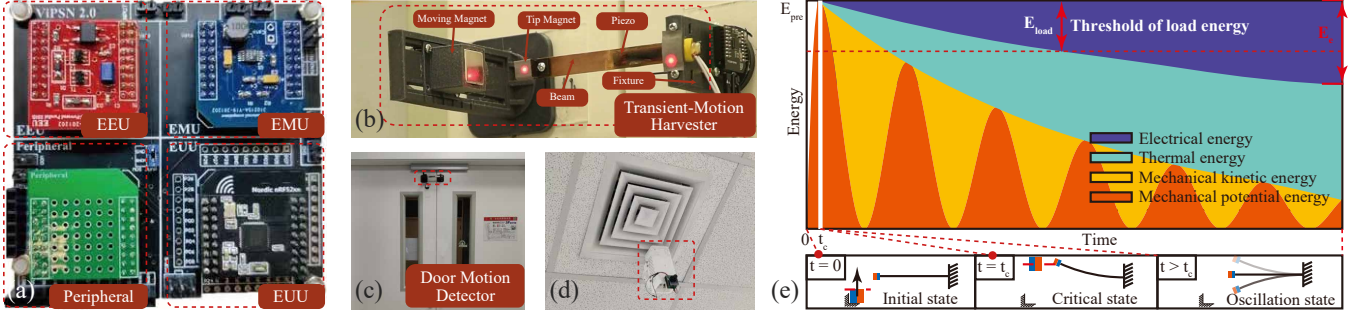 ViPSN 2.0
EEU
EEU
EMU
EMU
Peripheral
Peripheral
Peripheral
EUU
Nordic nRF52xx
EUU
(a)
Moving Magnet
Tip Magnet
Piezo
Beam
Fixture
Transient-Motion
Harvester
(b)
Door Motion
Detector
(c)
(d)
E_pre
E_load
Threshold of load energy
Energy
Electrical energy
Thermal energy
Mechanical kinetic energy
Mechanical potential energy
0
t_c
Time
t = 0
Initial state
t = t_c
Critical state
t > t_c
Oscillation state
(e)